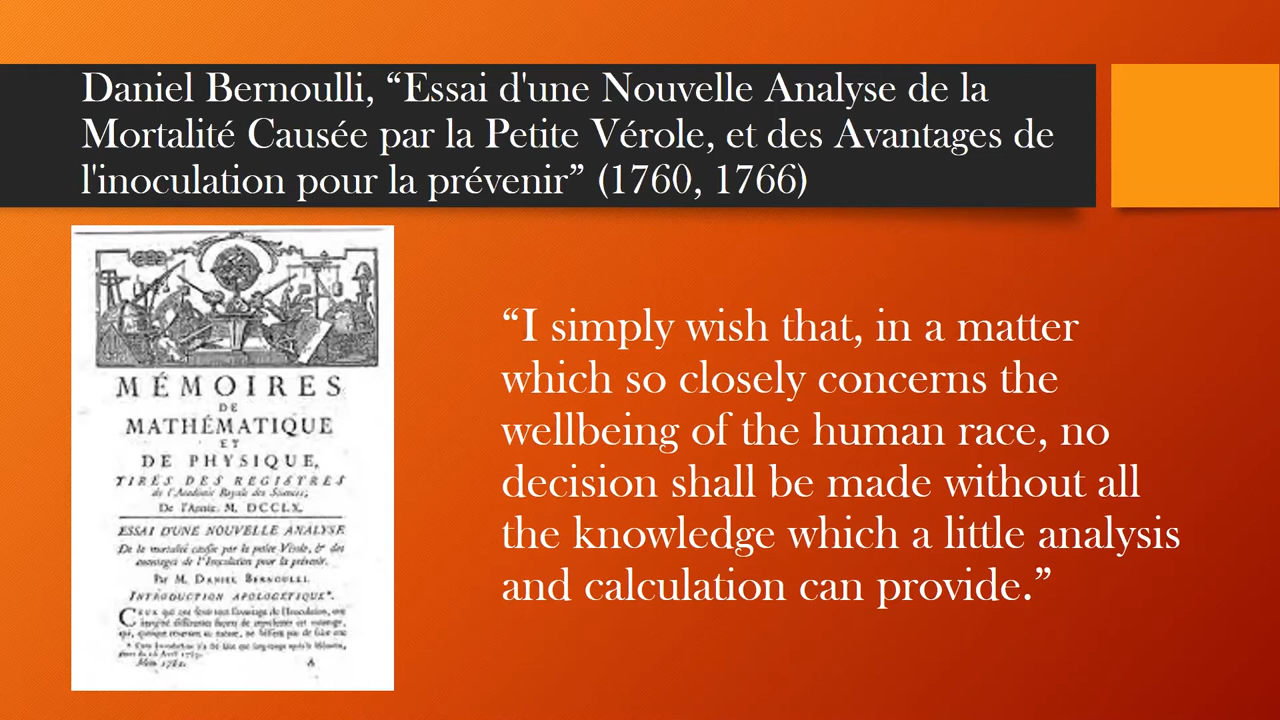 Daniel Bernoulli, “Essai d'une Nouvelle Analyse de la
Mortalité Causée par la Petite Vérole, et des Avantages de
l'inoculation pour la prévenir” (1760, 1766)
MÉMOIRES
DE
MATHÉMATIQUE
ET
DE PHYSIQUE,
TIRÉS DES REGISTRES
de l'Académie Royale des Sciences;
De l'Année M. DCCLX.
ESSAI D'UNE NOUVELLE ANALYSE
De la mortalité causée par la petite Vérole, & des
avantages de l'Inoculation pour la prévenir.
Par M. DANIEL BERNOULLI.
INTRODUCTION APOLOGÉTIQUE*.
“I simply wish that, in a matter
which so closely concerns the
wellbeing of the human race, no
decision shall be made without all
the knowledge which a little analysis
and calculation can provide.”